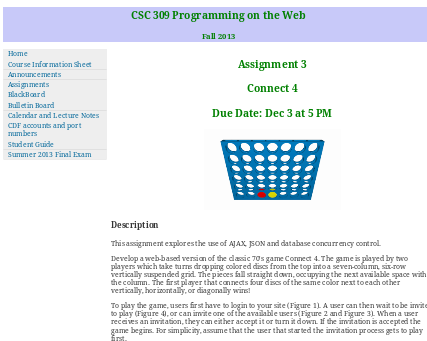 CSC 309 Programming on the Web
Fall 2013
Home
Course Information Sheet
Announcements
Assignments
BlackBoard
Bulletin Board
Calendar and Lecture Notes
CDF accounts and port
numbers
Student Guide
Summer 2013 Final Exam
Assignment 3
Connect 4
Due Date: Dec 3 at 5 PM
Description
This assignment explores the use of AJAX, JSON and database concurrency control.
Develop a web-based version of the classic 70's game Connect 4. The game is played by two
players which take turns dropping colored discs from the top into a seven-column, six-row
vertically suspended grid. The pieces fall straight down, occupying the next available space with
the column. The first player that connects four discs of the same color next to each other
vertically, horizontally, or diagonally wins!
To play the game, users first have to login to your site (Figure 1). A user can then wait to be invite
to play (Figure 4), or can invite one of the available users (Figure 2 and Figure 3). When a user
receives an invitation, they can either accept it or turn it down. If the invitation is accepted the
game begins. For simplicity, assume that the user that started the invitation process gets to play
first.